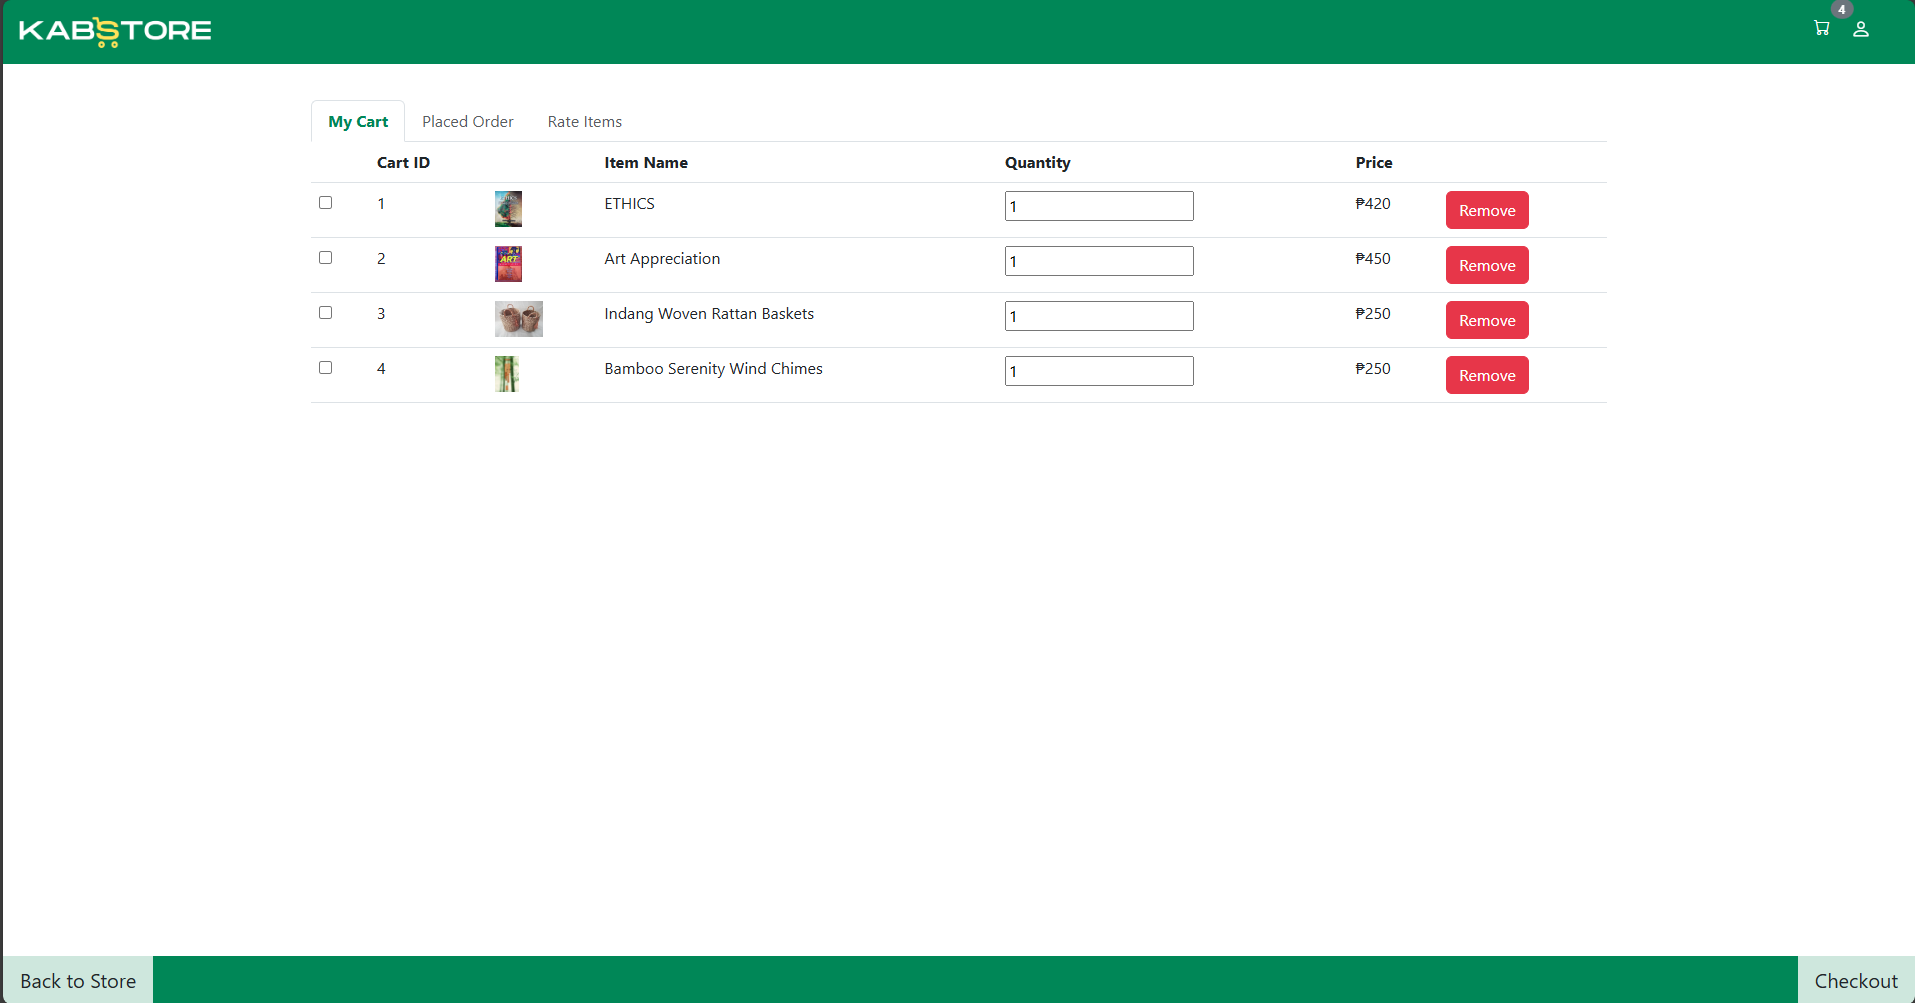 KABSTORE
4
My Cart Placed Order Rate Items
Cart ID Item Name Quantity Price
1 ETHICS 1 ₱420 Remove
2 ART Art Appreciation 1 ₱450 Remove
3 Indang Woven Rattan Baskets 1 ₱250 Remove
4 Bamboo Serenity Wind Chimes 1 ₱250 Remove
Back to Store Checkout